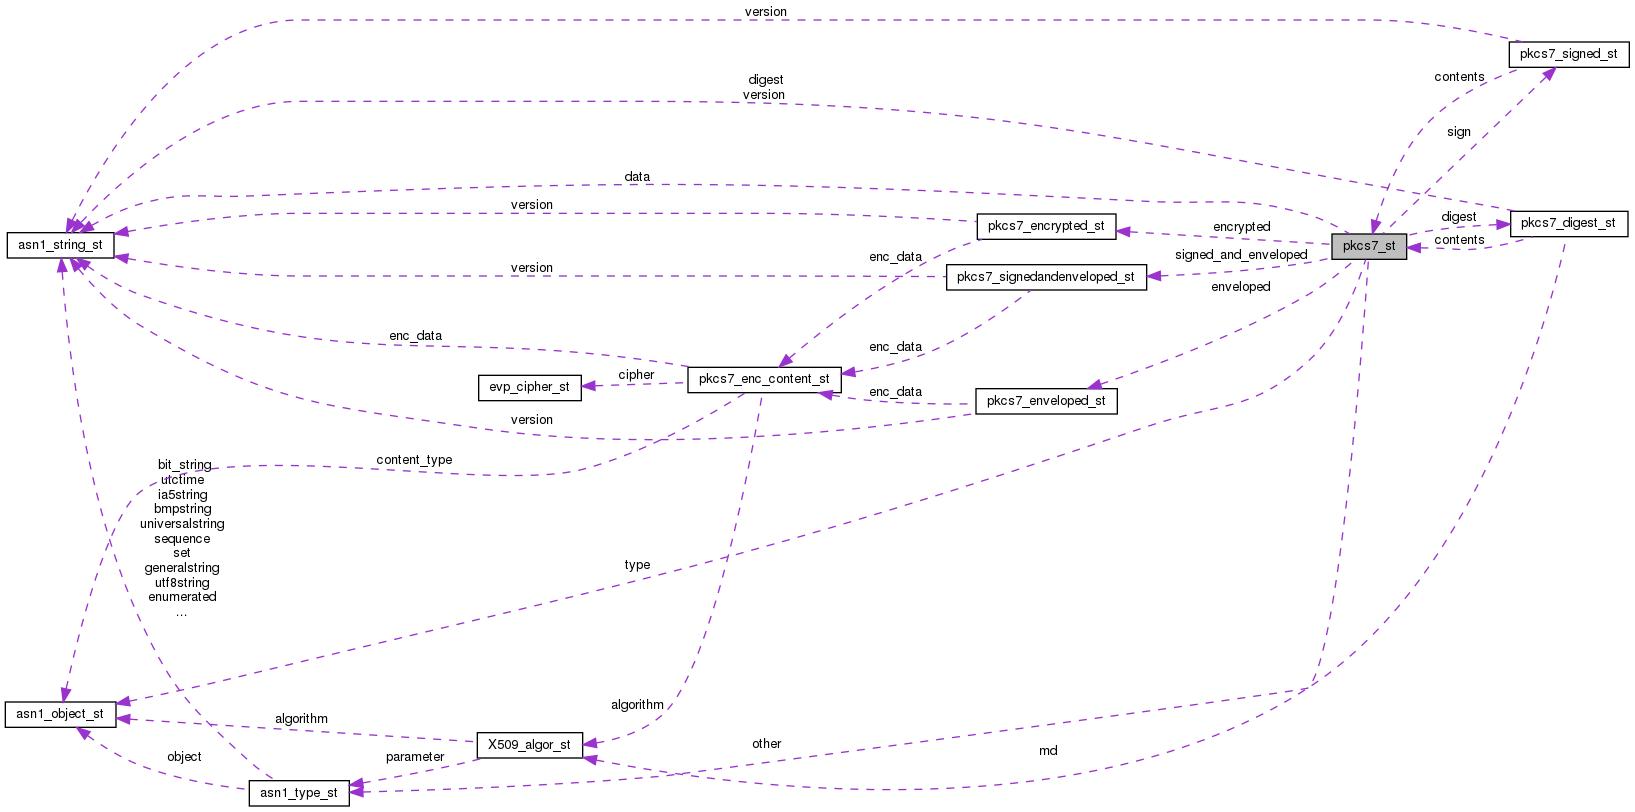 version
pkcs7_signed_st
contents
digest
version
sign
data
version
pkcs7_encrypted_st
encrypted
digest
pkcs7_digest_st
asn1_string_st
pkcs7_st
contents
enc_data
signed_and_enveloped
version
pkcs7_signedandenveloped_st
enveloped
enc_data
enc_data
cipher
pkcs7_enc_content_st
evp_cipher_st
enc_data
pkcs7_enveloped_st
version
content_type
bit_string
utctime
ia5string
bmpstring
universalstring
sequence
set
generalstring
utf8string
enumerated
...
type
algorithm
asn1_object_st
algorithm
X509_algor_st
other
md
object
parameter
asn1_type_st